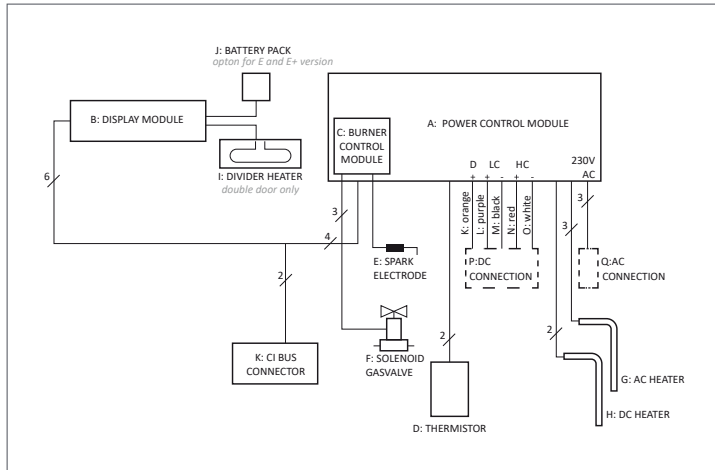 J: BATTERY PACK
opton for E and E+ version
B: DISPLAY MODULE
A: POWER CONTROL MODULE
C: BURNER
CONTROL
MODULE
I: DIVIDER HEATER
double door only
D LC HC
+ + - + -
230V
AC
6
3
4
3
3
K: orange
L: purple
M: black
N: red
O: white
E: SPARK
ELECTRODE
P:DC
CONNECTION
Q:AC
CONNECTION
2
2
2
K: CI BUS
CONNECTOR
F: SOLENOID
GASVALVE
G: AC HEATER
H: DC HEATER
D: THERMISTOR